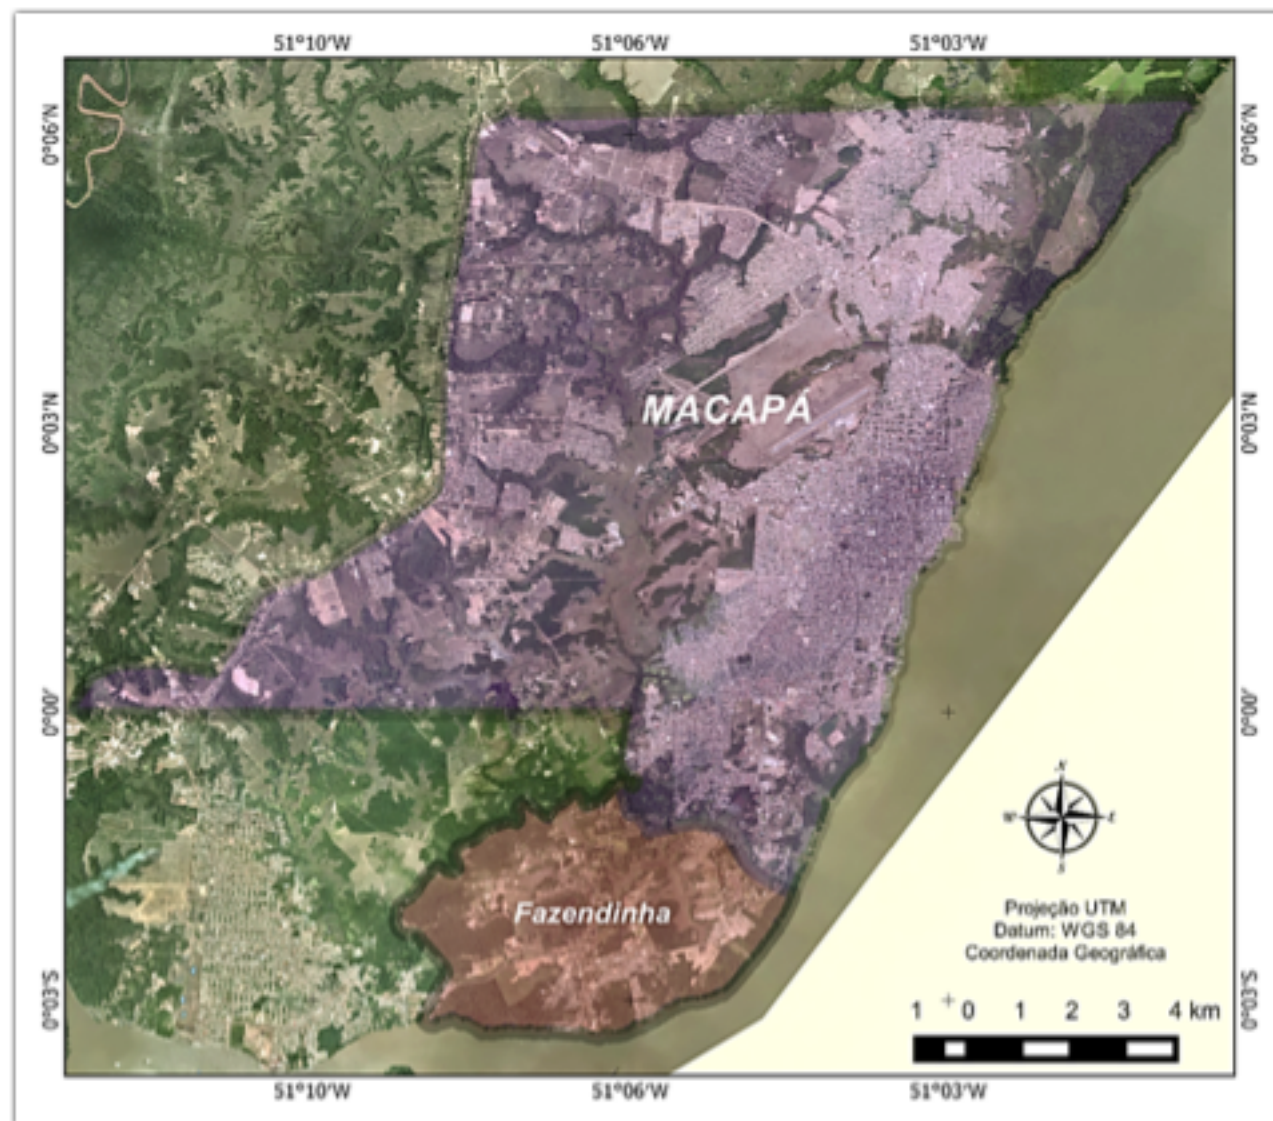 51°10'W 51°06'W 51°03'W
0°06'N 0°06'N
0°03'N 0°03'N
MACAPÁ
0°00' 0°00'
N
W E
S
Fazendinha
Projeção UTM
Datum: WGS 84
Coordenada Geográfica
0°03'S 0°03'S
1 0 1 2 3 4 km
51°10'W 51°06'W 51°03'W